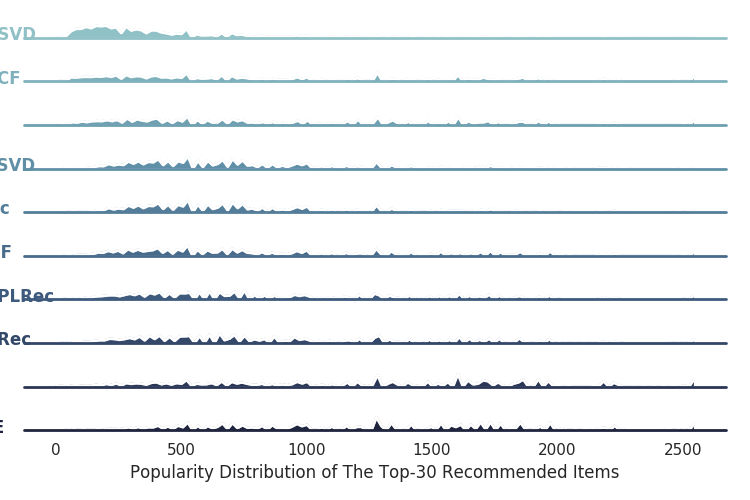 SVD
CF
SVD
c
F
PLRec
Rec
E
0 500 1000 1500 2000 2500
Popularity Distribution of The Top-30 Recommended Items